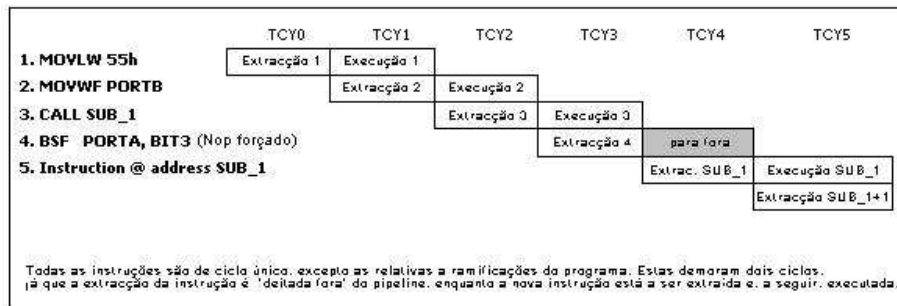 TCY0 TCY1 TCY2 TCY3 TCY4 TCY5
1. MOVLW 55h Extracção 1 Execução 1
2. MOVWF PORTB Extracção 2 Execução 2
3. CALL SUB_1 Extracção 3 Execução 3
4. BSF PORTA, BIT3 (Nop forçado) Extracção 4 para fora
5. Instruction @ address SUB_1 Extrac. SUB_1 Execução SUB_1
Extracção SUB_1+1
Todas as instruções são de ciclo único, excepto as relativas a ramificações do programa. Estas demoram dois ciclos,
já que a extracção da instrução é "deitada fora" do pipeline, enquanto a nova instrução está a ser extraída e, a seguir, executada.